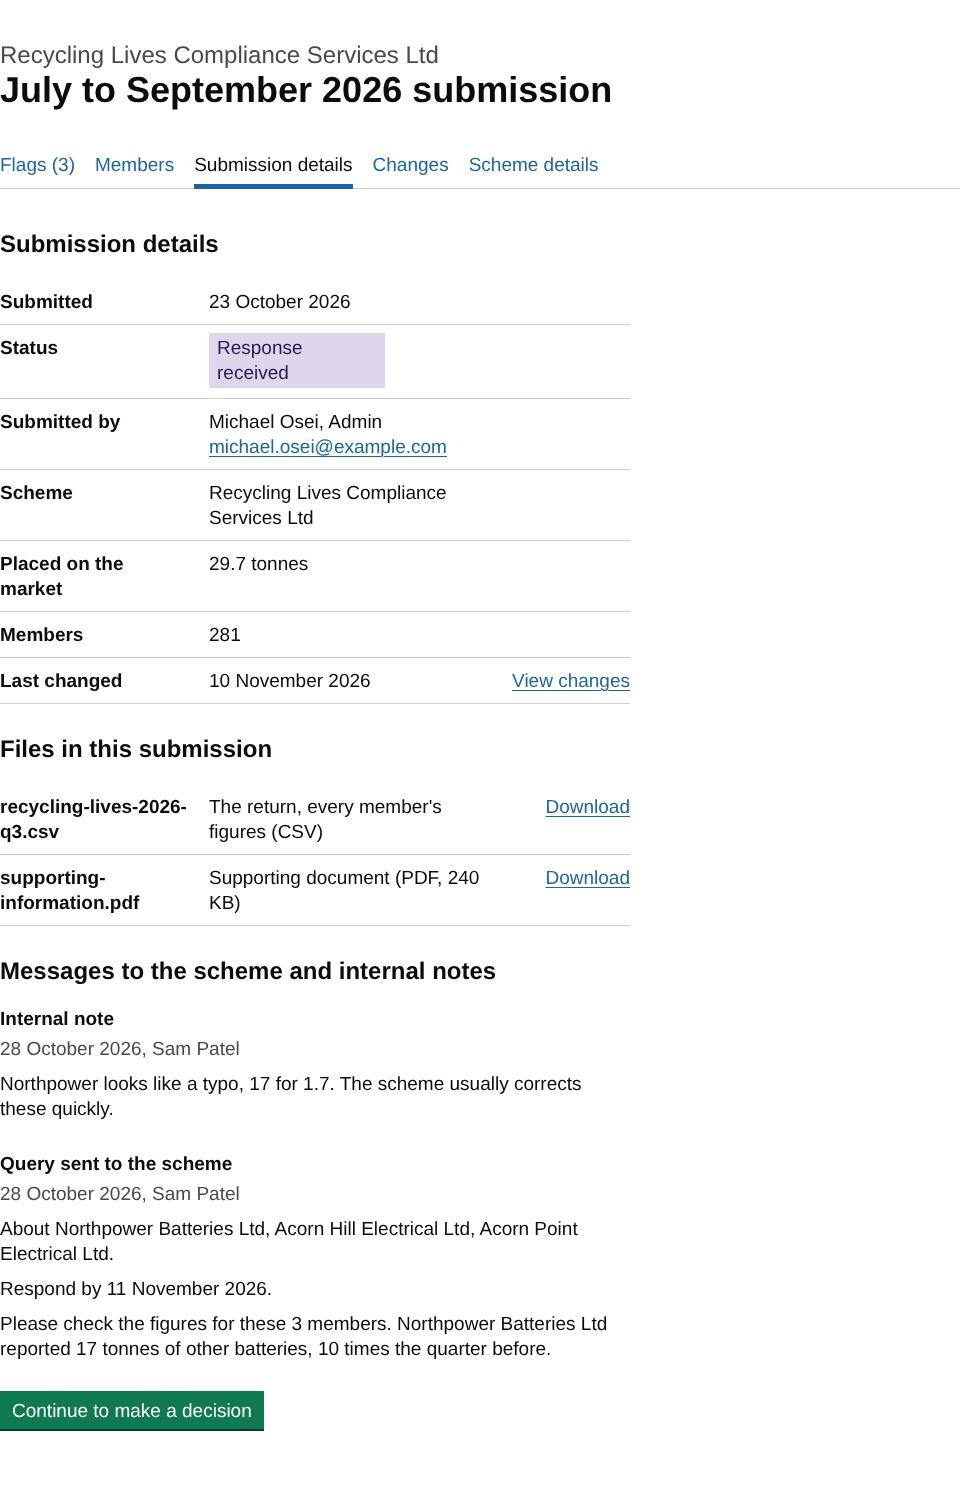 Recycling Lives Compliance Services Ltd
July to September 2026 submission
Flags (3) Members Submission details Changes Scheme details
Submission details
Submitted 23 October 2026
Status Response
received
Submitted by Michael Osei, Admin
michael.osei@example.com
Scheme Recycling Lives Compliance
Services Ltd
Placed on the 29.7 tonnes
market
Members 281
Last changed 10 November 2026 View changes
Files in this submission
recycling-lives-2026- The return, every member's Download
q3.csv figures (CSV)
supporting- Supporting document (PDF, 240 Download
information.pdf KB)
Messages to the scheme and internal notes
Internal note
28 October 2026, Sam Patel
Northpower looks like a typo, 17 for 1.7. The scheme usually corrects
these quickly.
Query sent to the scheme
28 October 2026, Sam Patel
About Northpower Batteries Ltd, Acorn Hill Electrical Ltd, Acorn Point
Electrical Ltd.
Respond by 11 November 2026.
Please check the figures for these 3 members. Northpower Batteries Ltd
reported 17 tonnes of other batteries, 10 times the quarter before.
Continue to make a decision